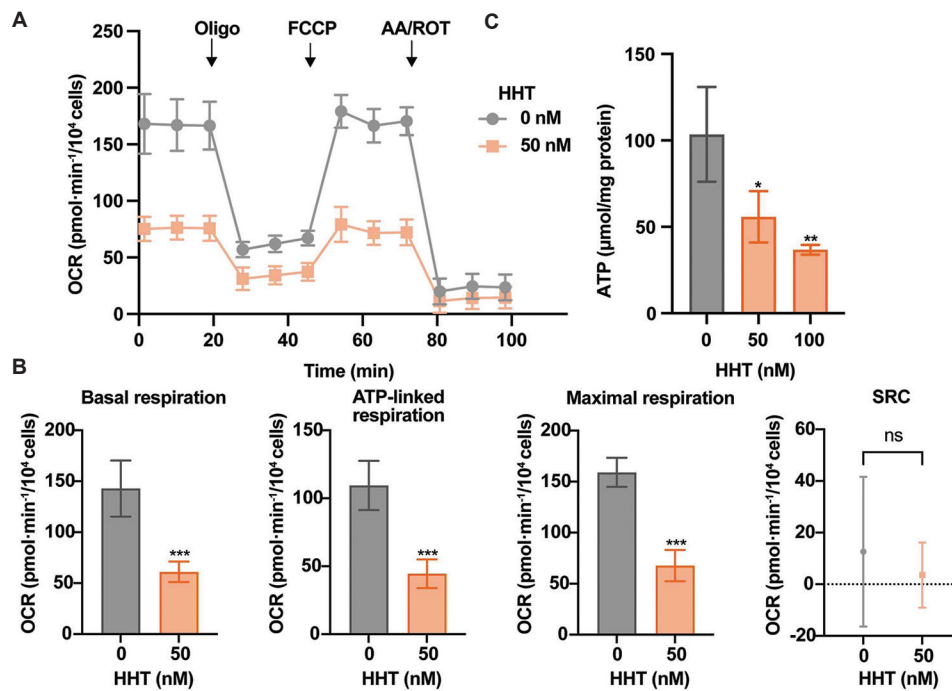 A
Oligo
FCCP
AA/ROT
200
150
100
50
0
OCR (pmol·min⁻¹/10⁴ cells)
0
20
40
60
80
100
Time (min)
HHT
0 nM
50 nM
C
150
100
50
0
ATP (μmol/mg protein)
*
**
0
50
100
HHT (nM)
B
Basal respiration
200
150
100
50
0
OCR (pmol·min⁻¹/10⁴ cells)
***
0
50
HHT (nM)
ATP-linked
respiration
150
100
50
0
OCR (pmol·min⁻¹/10⁴ cells)
***
0
50
HHT (nM)
Maximal respiration
200
150
100
50
0
OCR (pmol·min⁻¹/10⁴ cells)
***
0
50
HHT (nM)
SRC
60
40
20
0
-20
OCR (pmol·min⁻¹/10⁴ cells)
ns
0
50
HHT (nM)